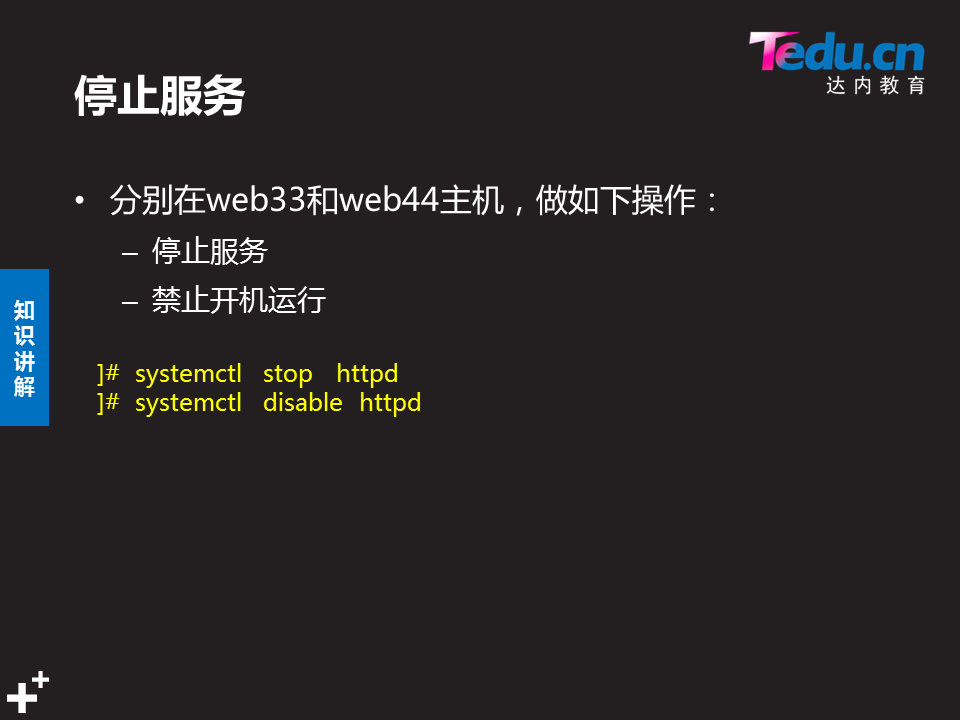 Tedu.cn
达内教育
停止服务
• 分别在web33和web44主机，做如下操作：
– 停止服务
– 禁止开机运行
知
识
讲
解
]# systemctl stop httpd
]# systemctl disable httpd